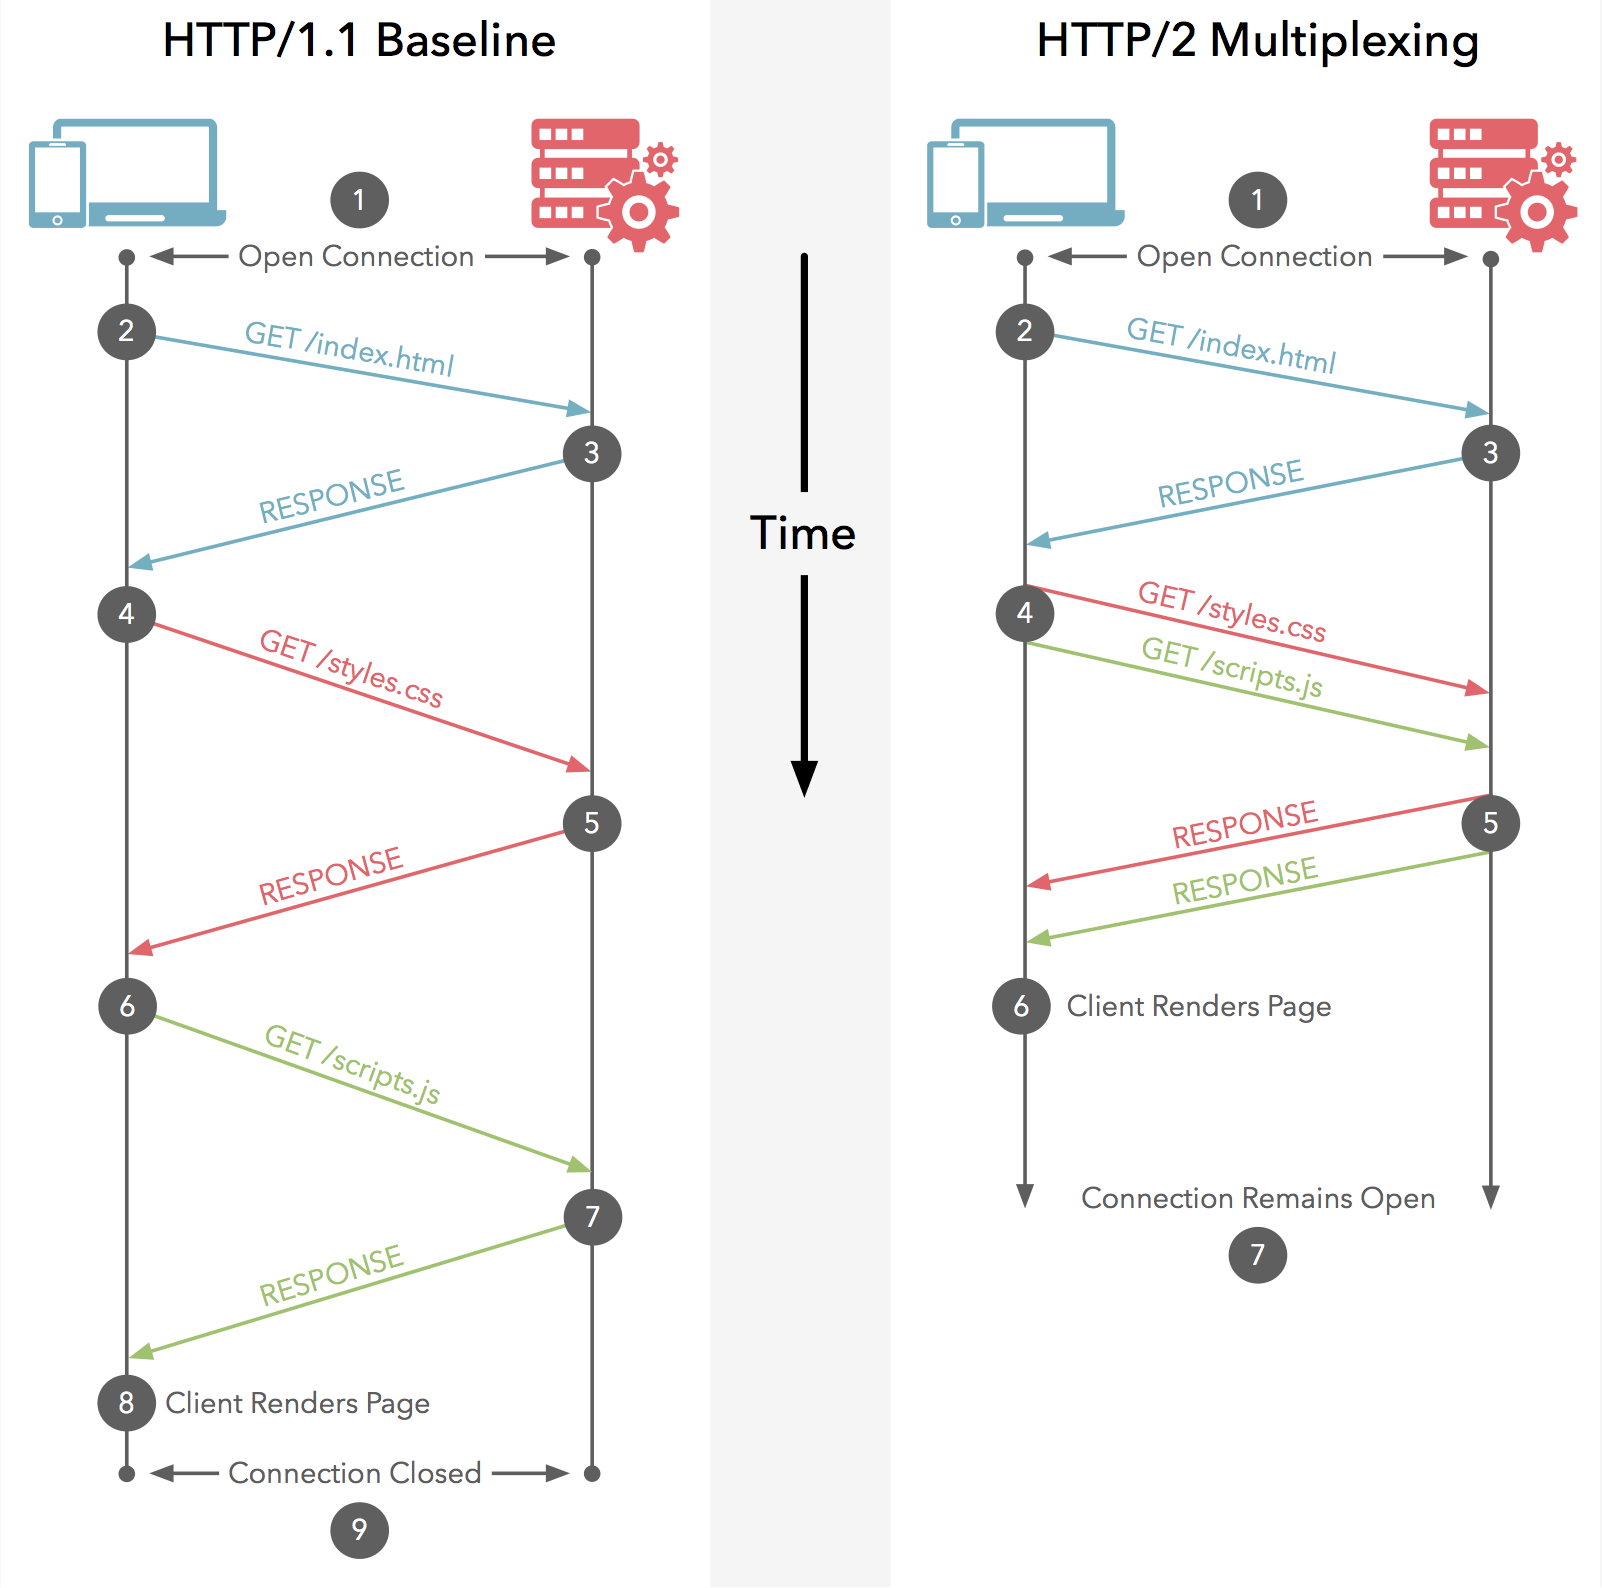 HTTP/1.1 Baseline
1
Open Connection
2
GET /index.html
3
RESPONSE
4
GET /styles.css
5
RESPONSE
6
GET /scripts.js
7
RESPONSE
8
Client Renders Page
Connection Closed
9
Time
HTTP/2 Multiplexing
1
Open Connection
2
GET /index.html
3
RESPONSE
4
GET /styles.css
GET /scripts.js
5
RESPONSE
RESPONSE
6
Client Renders Page
Connection Remains Open
7